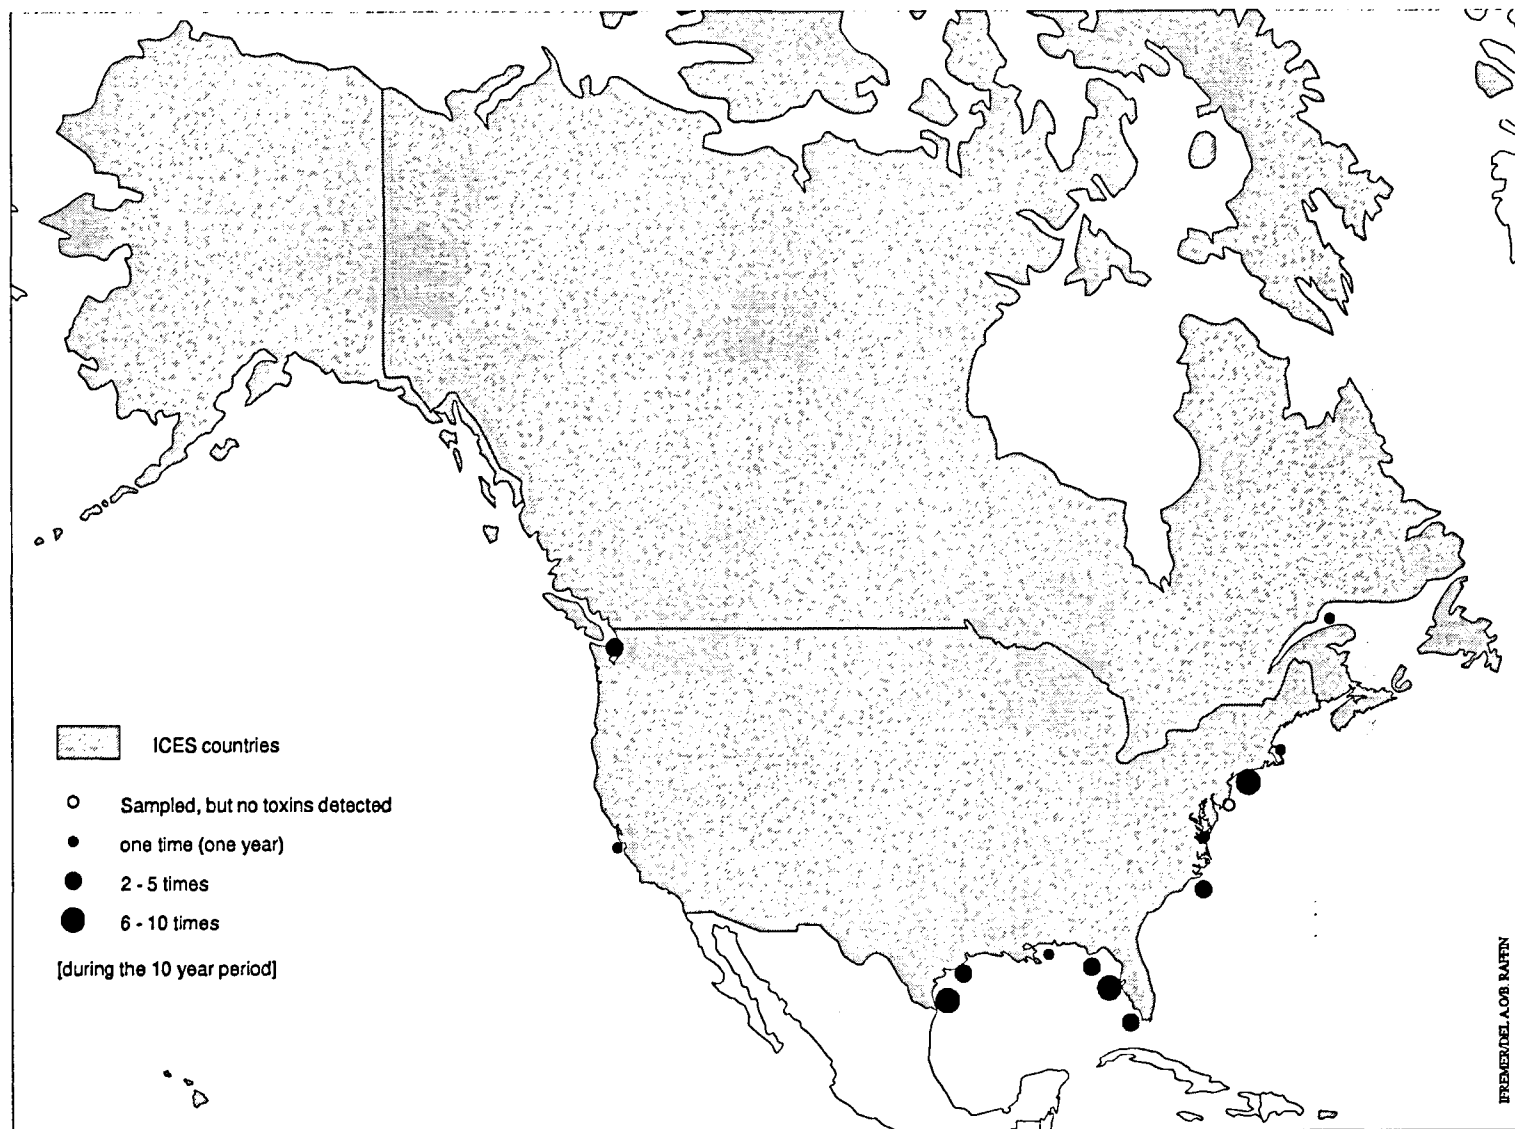 ICES countries
Sampled, but no toxins detected
one time (one year)
2 - 5 times
6 - 10 times
[during the 10 year period]
IFREMER/DEL A.O/B. RAFFIN